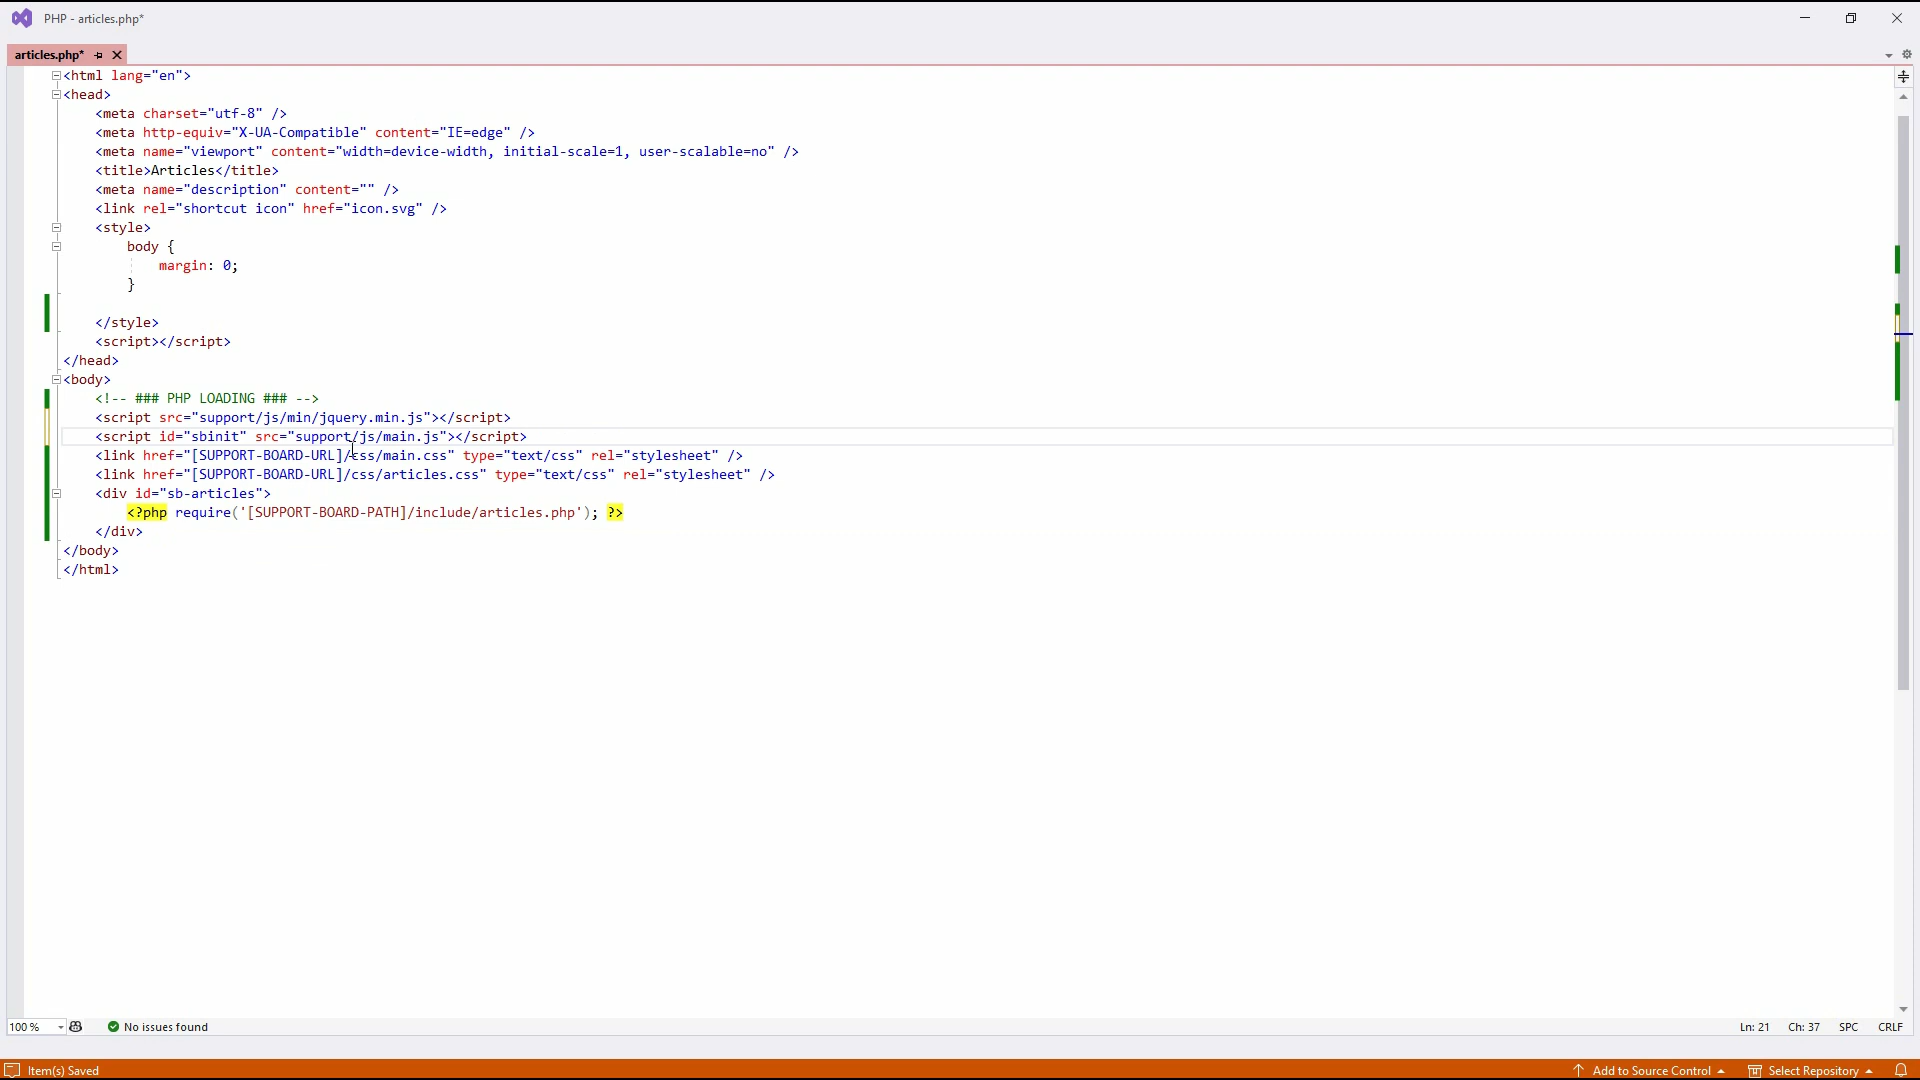 PHP - articles.php*
articles.php*
<html lang="en">
<head>
<meta charset="utf-8" />
<meta http-equiv="X-UA-Compatible" content="IE=edge" />
<meta name="viewport" content="width=device-width, initial-scale=1, user-scalable=no" />
<title>Articles</title>
<meta name="description" content="" />
<link rel="shortcut icon" href="icon.svg" />
<style>
body {
margin: 0;
}
</style>
<script></script>
</head>
<body>
<!-- ### PHP LOADING ### -->
<script src="support/js/min/jquery.min.js"></script>
<script id="sbinit" src="support/js/main.js"></script>
<link href="[SUPPORT-BOARD-URL]/css/main.css" type="text/css" rel="stylesheet" />
<link href="[SUPPORT-BOARD-URL]/css/articles.css" type="text/css" rel="stylesheet" />
<div id="sb-articles">
<?php require('[SUPPORT-BOARD-PATH]/include/articles.php'); ?>
</div>
</body>
</html>
100 % No issues found Ln: 21 Ch: 37 SPC CRLF
Item(s) Saved Add to Source Control Select Repository